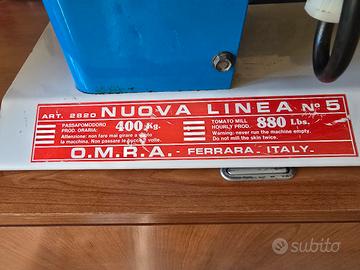 ART. 2820 NUOVA LINEA Nº 5
PASSAPOMODORO
PROD. ORARIA: 400 Kg.
Attenzione: non fare mai girare a vuoto
la macchina. Non passare le bucce 2 volte.
TOMATO MILL
HOURLY PROD. 880 Lbs.
Warning: never run the machine empty.
Do not mill the skin twice.
O.M.R.A. - FERRARA - ITALY.
subito